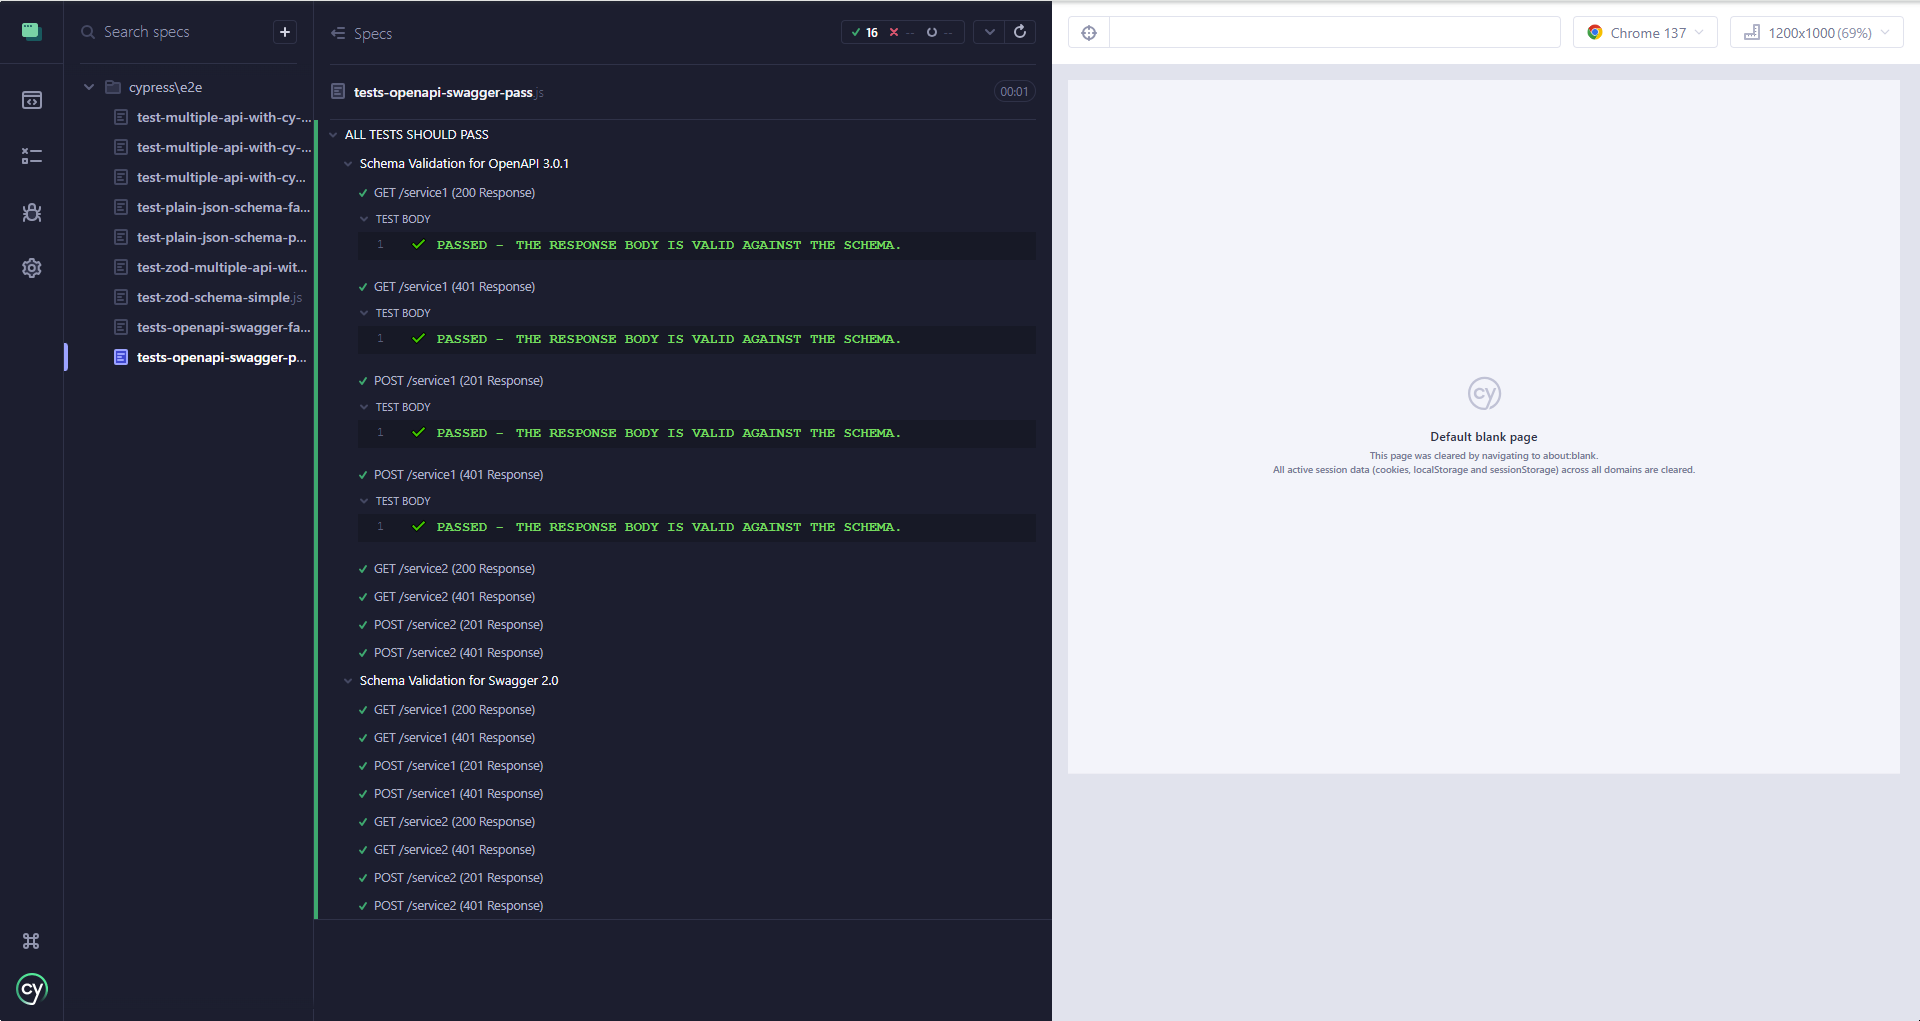 Search specs
+
cypress\e2e
test-multiple-api-with-cy-...
test-multiple-api-with-cy-...
test-multiple-api-with-cy...
test-plain-json-schema-fa...
test-plain-json-schema-p...
test-zod-multiple-api-wit...
test-zod-schema-simple.js
tests-openapi-swagger-fa...
tests-openapi-swagger-p...
cy
Specs
16 -- --
tests-openapi-swagger-pass.js 00:01
ALL TESTS SHOULD PASS
Schema Validation for OpenAPI 3.0.1
GET /service1 (200 Response)
TEST BODY
1 PASSED - THE RESPONSE BODY IS VALID AGAINST THE SCHEMA.
GET /service1 (401 Response)
TEST BODY
1 PASSED - THE RESPONSE BODY IS VALID AGAINST THE SCHEMA.
POST /service1 (201 Response)
TEST BODY
1 PASSED - THE RESPONSE BODY IS VALID AGAINST THE SCHEMA.
POST /service1 (401 Response)
TEST BODY
1 PASSED - THE RESPONSE BODY IS VALID AGAINST THE SCHEMA.
GET /service2 (200 Response)
GET /service2 (401 Response)
POST /service2 (201 Response)
POST /service2 (401 Response)
Schema Validation for Swagger 2.0
GET /service1 (200 Response)
GET /service1 (401 Response)
POST /service1 (201 Response)
POST /service1 (401 Response)
GET /service2 (200 Response)
GET /service2 (401 Response)
POST /service2 (201 Response)
POST /service2 (401 Response)
Chrome 137
1200x1000 (69%)
cy
Default blank page
This page was cleared by navigating to about:blank.
All active session data (cookies, localStorage and sessionStorage) across all domains are cleared.